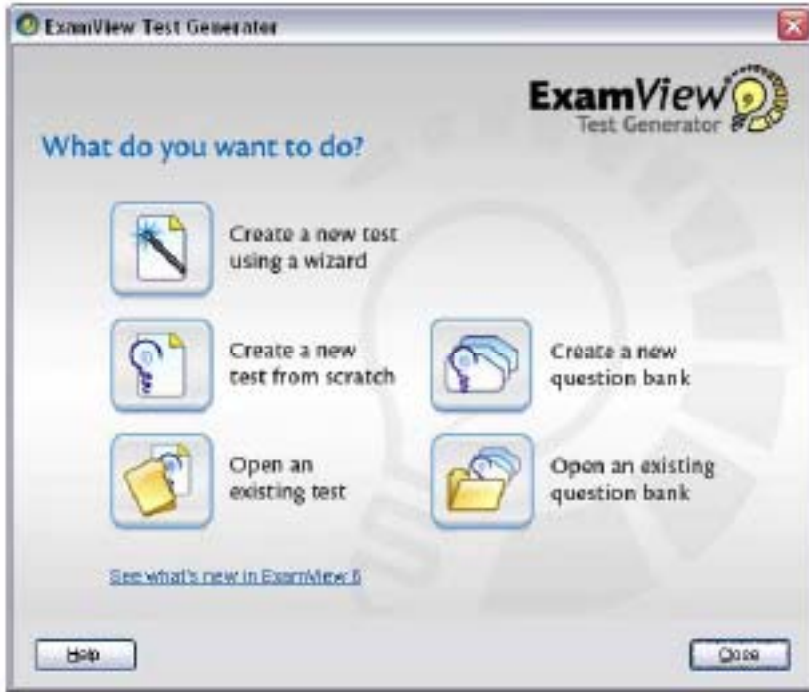 ExamView Test Generator
ExamView
Test Generator
What do you want to do?
Create a new test
using a wizard
Create a new
test from scratch
Create a new
question bank
Open an
existing test
Open an existing
question bank
See what's new in ExamView 6
Help
Close